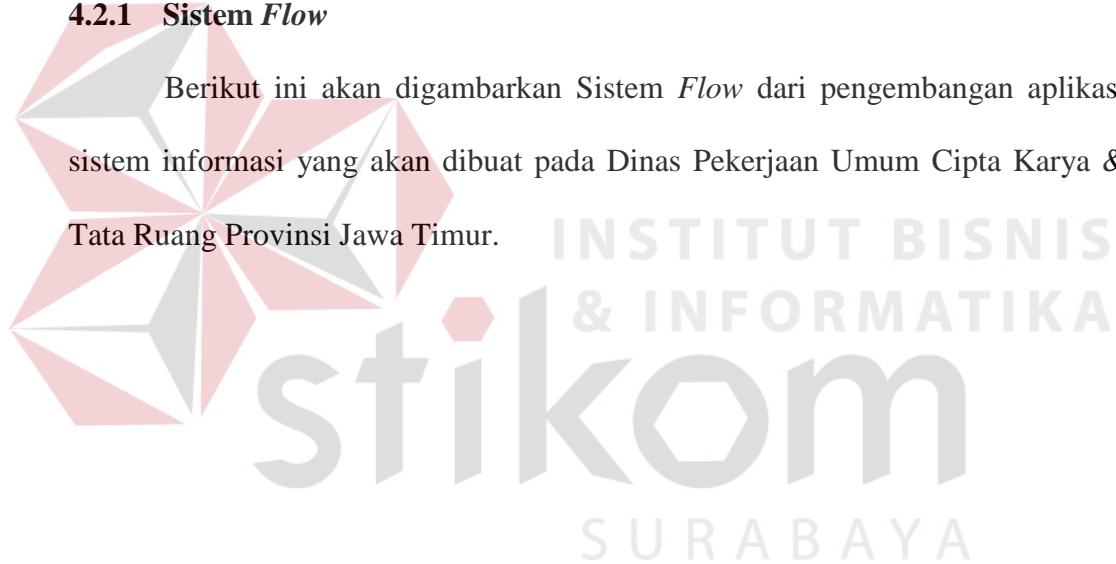 4.2.1 Sistem Flow
Berikut ini akan digambarkan Sistem Flow dari pengembangan aplikas
sistem informasi yang akan dibuat pada Dinas Pekerjaan Umum Cipta Karya &
Tata Ruang Provinsi Jawa Timur.
INSTITUT BISNIS
& INFORMATIKA
stikom
SURABAYA